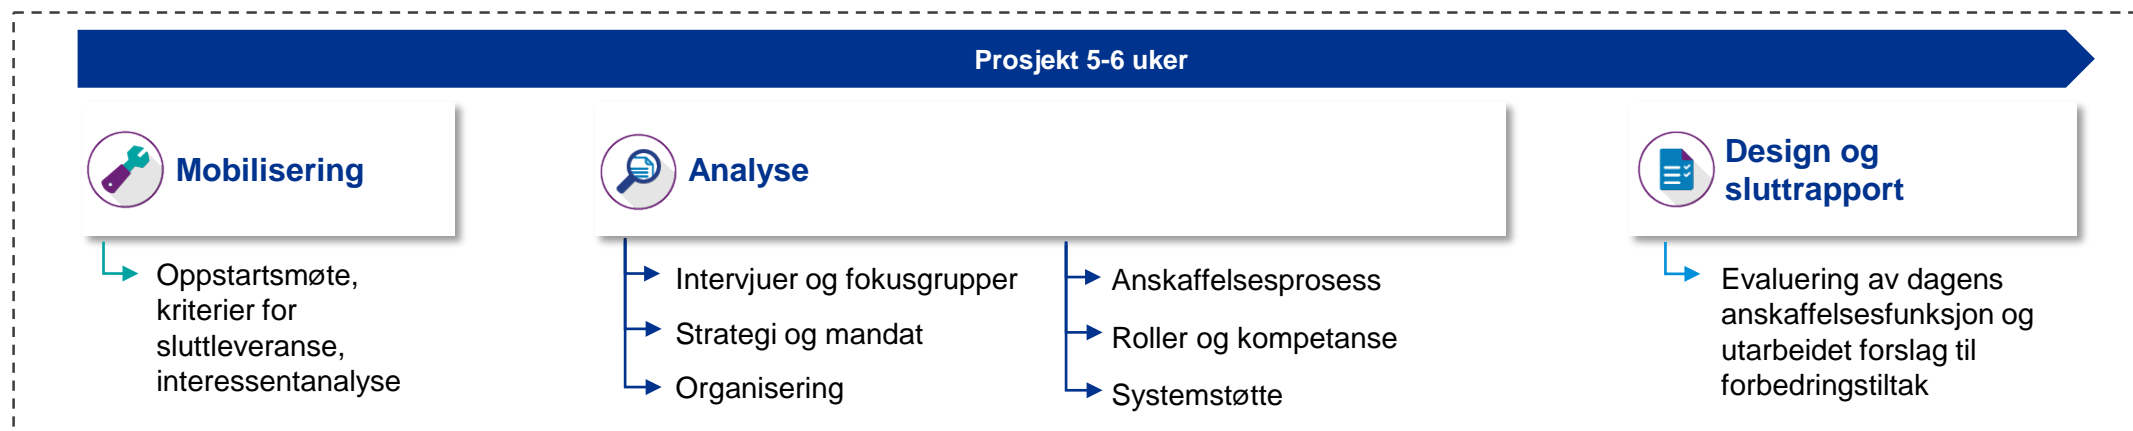 Prosjekt 5-6 uker
Mobilisering
Oppstartsmøte,
kriterier for
sluttleveranse,
interessentanalyse
Analyse
Intervjuer og fokusgrupper
Strategi og mandat
Organisering
Anskaffelsesprosess
Roller og kompetanse
Systemstøtte
Design og
sluttrapport
Evaluering av dagens
anskaffelsesfunksjon og
utarbeidet forslag til
forbedringstiltak